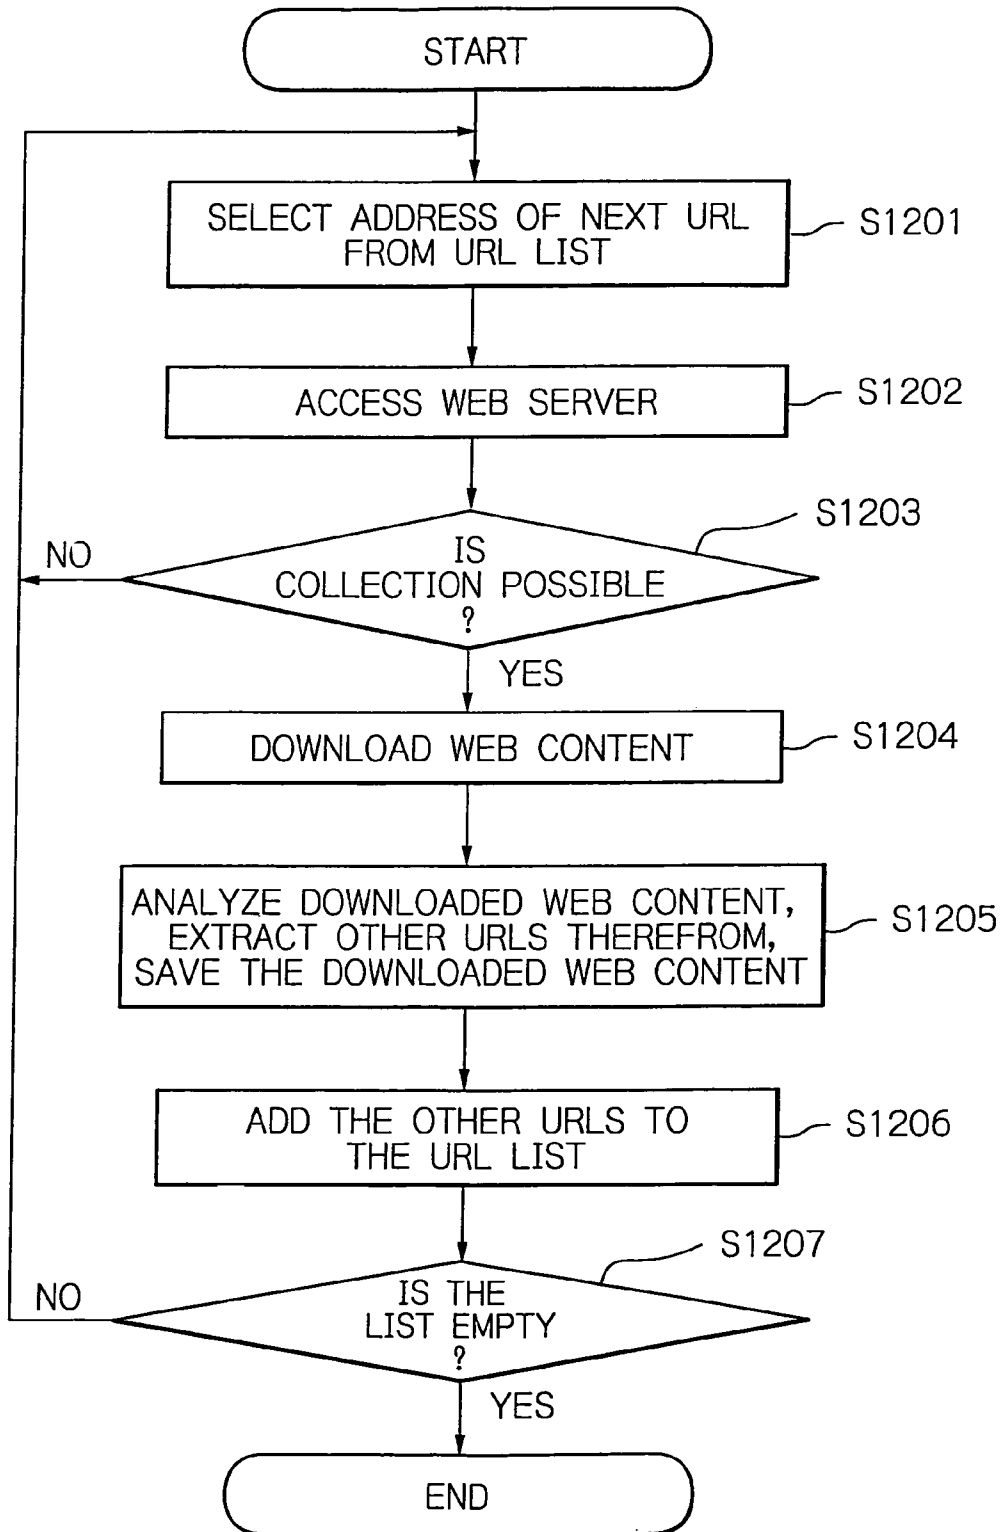 START
SELECT ADDRESS OF NEXT URL
FROM URL LIST
S1201
ACCESS WEB SERVER
S1202
IS
COLLECTION POSSIBLE
?
S1203
NO
YES
DOWNLOAD WEB CONTENT
S1204
ANALYZE DOWNLOADED WEB CONTENT,
EXTRACT OTHER URLS THEREFROM,
SAVE THE DOWNLOADED WEB CONTENT
S1205
ADD THE OTHER URLS TO
THE URL LIST
S1206
IS THE
LIST EMPTY
?
S1207
NO
YES
END